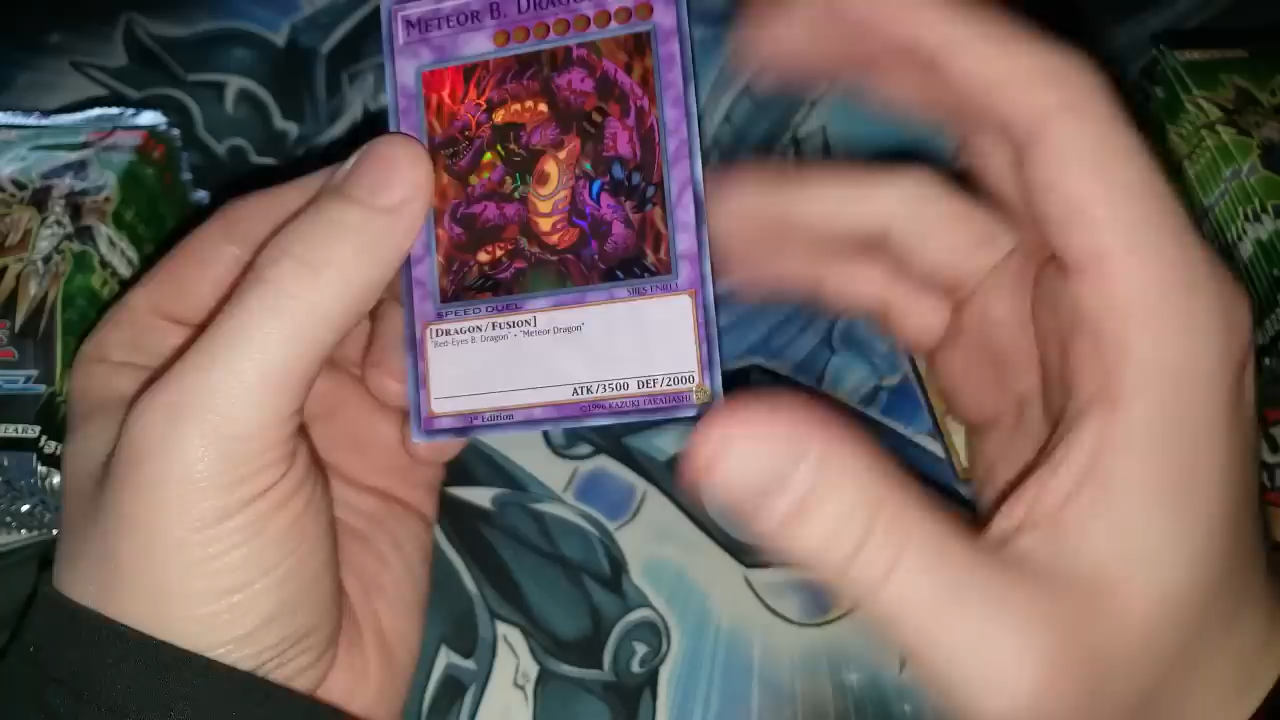 METEOR B. DRAGO
SBLS-EN013
SPEED DUEL
[DRAGON/FUSION]
"Red-Eyes B. Dragon" + "Meteor Dragon"
ATK/3500 DEF/2000
1st Edition
©1996 KAZUKI TAKAHASHI
EARS